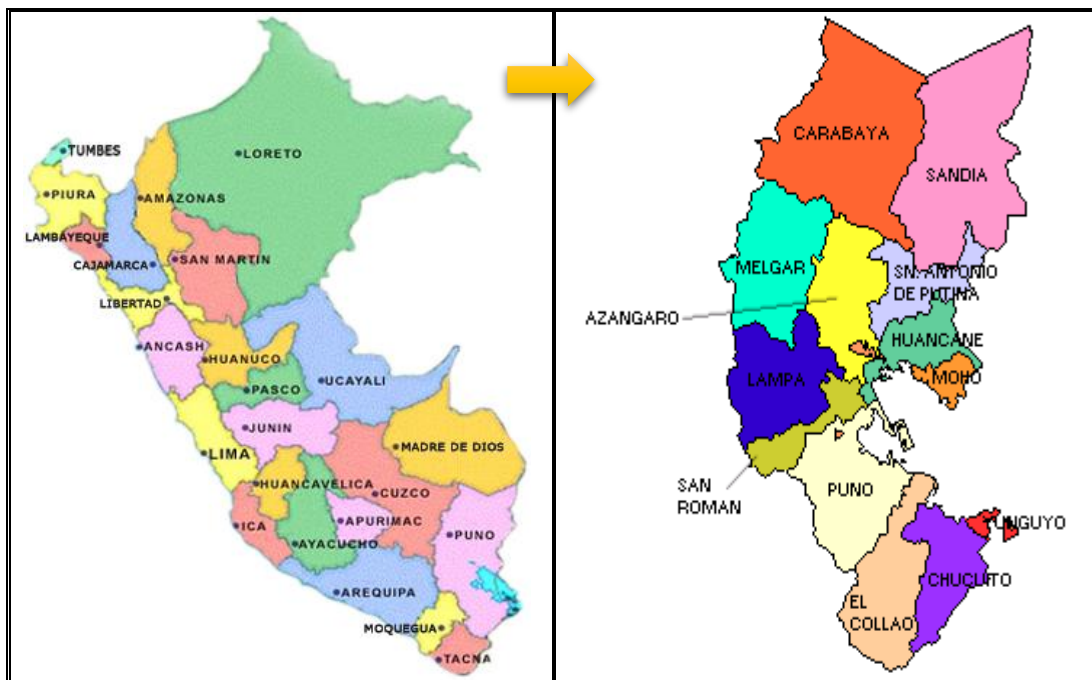 TUMBES
LORETO
PIURA
AMAZONAS
LAMBAYEQUE
CAJAMARCA
SAN MARTIN
LIBERTAD
ANCASH
HUANUCO
UCAYALI
PASCO
JUNIN
MADRE DE DIOS
LIMA
HUANCAVELICA
CUZCO
ICA
APURIMAC
PUNO
AYACUCHO
AREQUIPA
MOQUEGUA
TACNA
CARABAYA
SANDIA
MELGAR
SN. ANTONIO
DE PUTINA
AZANGARO
HUANCANE
LAMPA
MOHO
SAN
ROMAN
PUNO
UNGUYO
CHUCUITO
EL
COLLAO